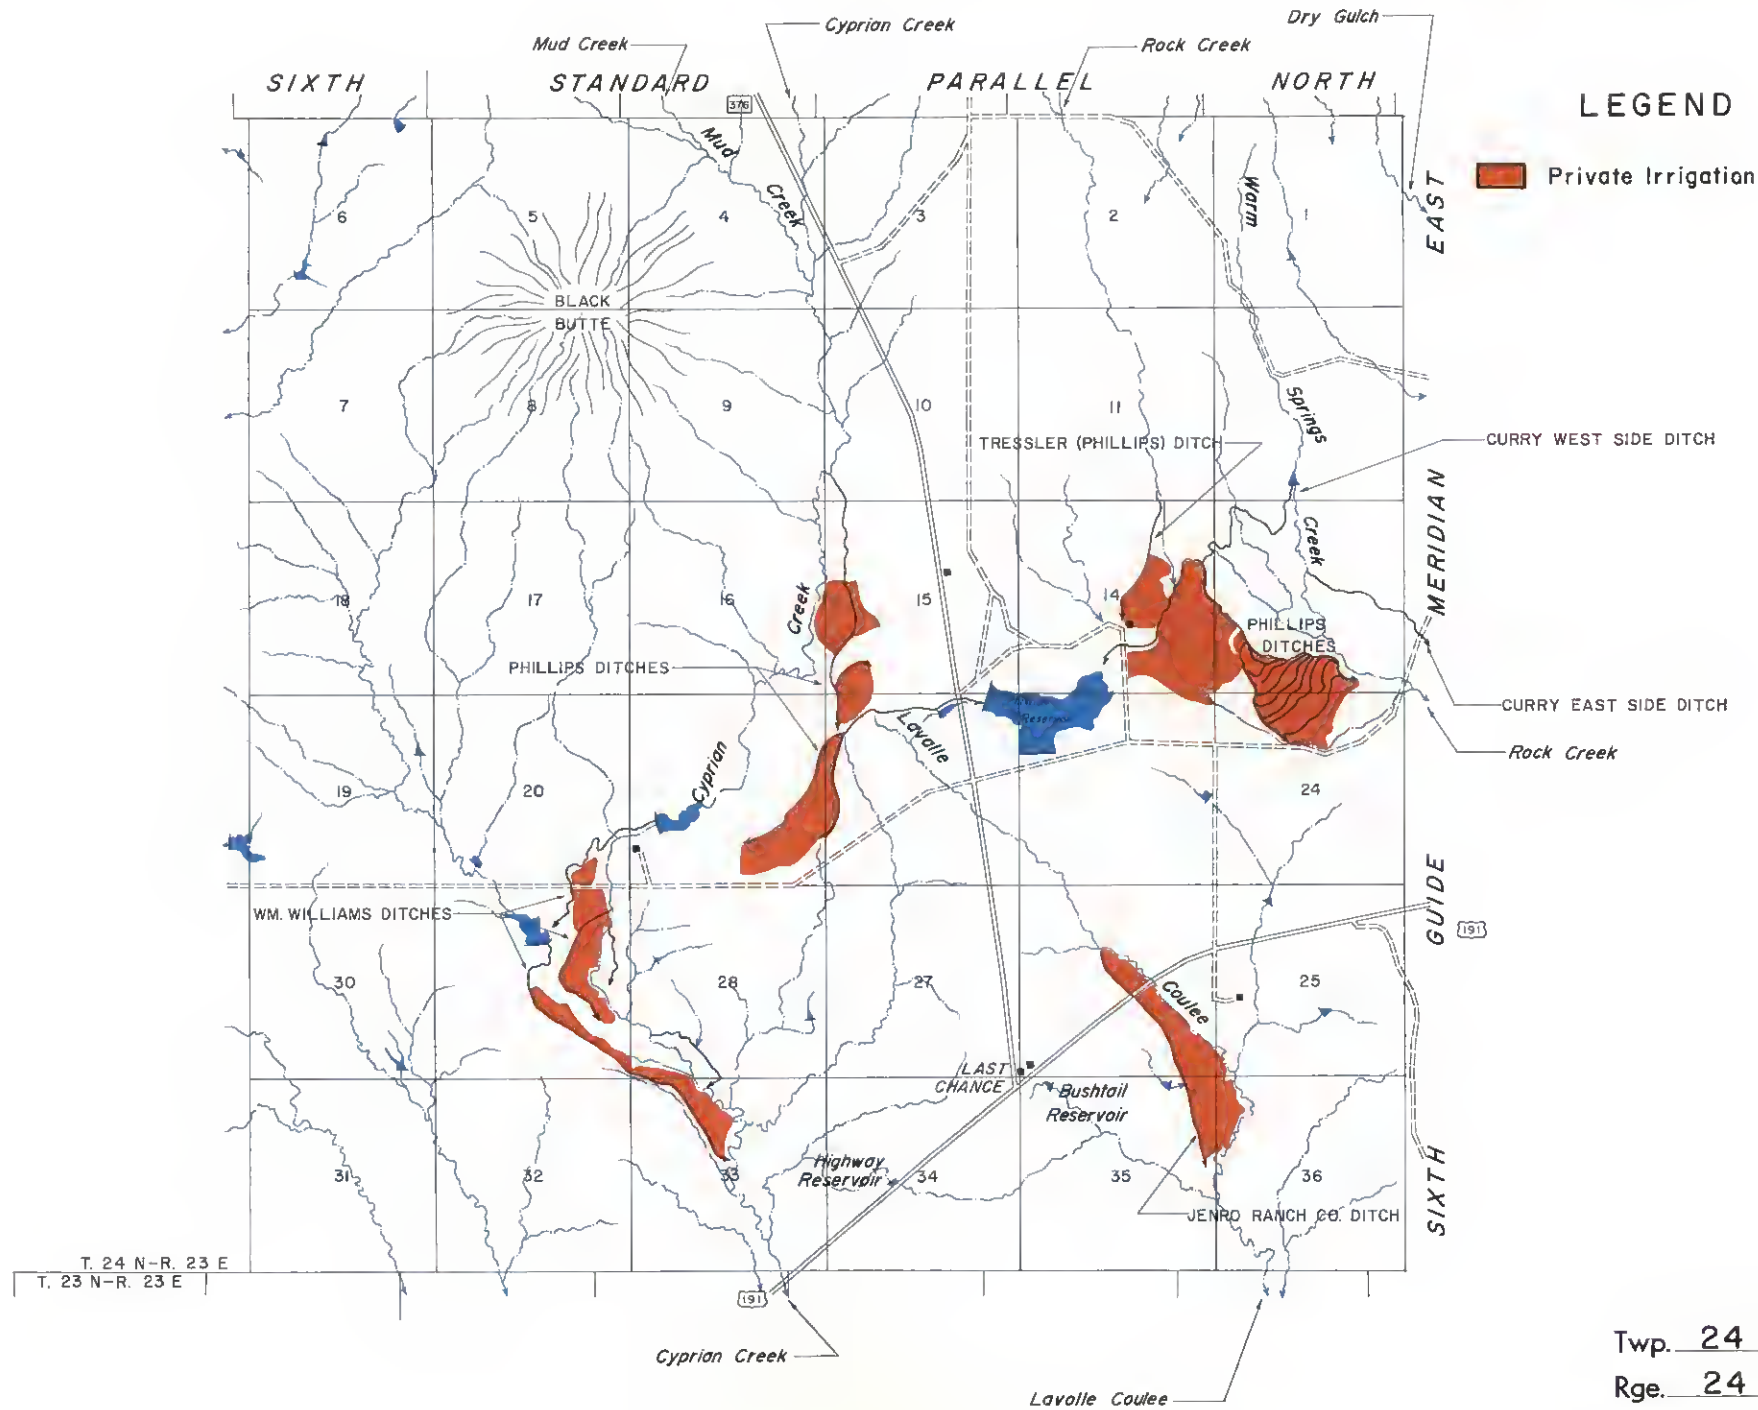 Dry Gulch
Cyprian Creek
Mud Creek
Rock Creek
SIXTH STANDARD PARALLEL NORTH
LEGEND
376
Mud
Creek
Private Irrigation
Warm
EAST
6
5
4
3
2
1
BLACK
BUTTE
7
8
9
10
11
Springs
TRESSLER (PHILLIPS) DITCH
CURRY WEST SIDE DITCH
MERIDIAN
Creek
18
17
16
15
14
Creek
PHILLIPS
DITCHES
PHILLIPS DITCHES
Reservoir
CURRY EAST SIDE DITCH
Lavolle
Rock Creek
Cyprian
19
20
24
GUIDE
WM. WILLIAMS DITCHES
191
30
28
27
25
Coulee
LAST
CHANCE
Bushtail
Reservoir
Highway
Reservoir
31
32
33
34
35
36
SIXTH
JENRO RANCH CO. DITCH
T. 24 N-R. 23 E
T. 23 N-R. 23 E
191
Cyprian Creek
Twp. 24
Rge. 24
Lavolle Coulee